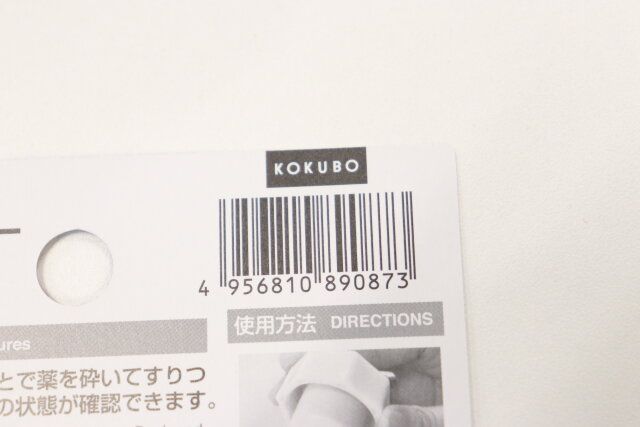 KOKUBO
4 956810 890873
使用方法 DIRECTIONS
とで薬を砕いてすりつ
の状態が確認できます。